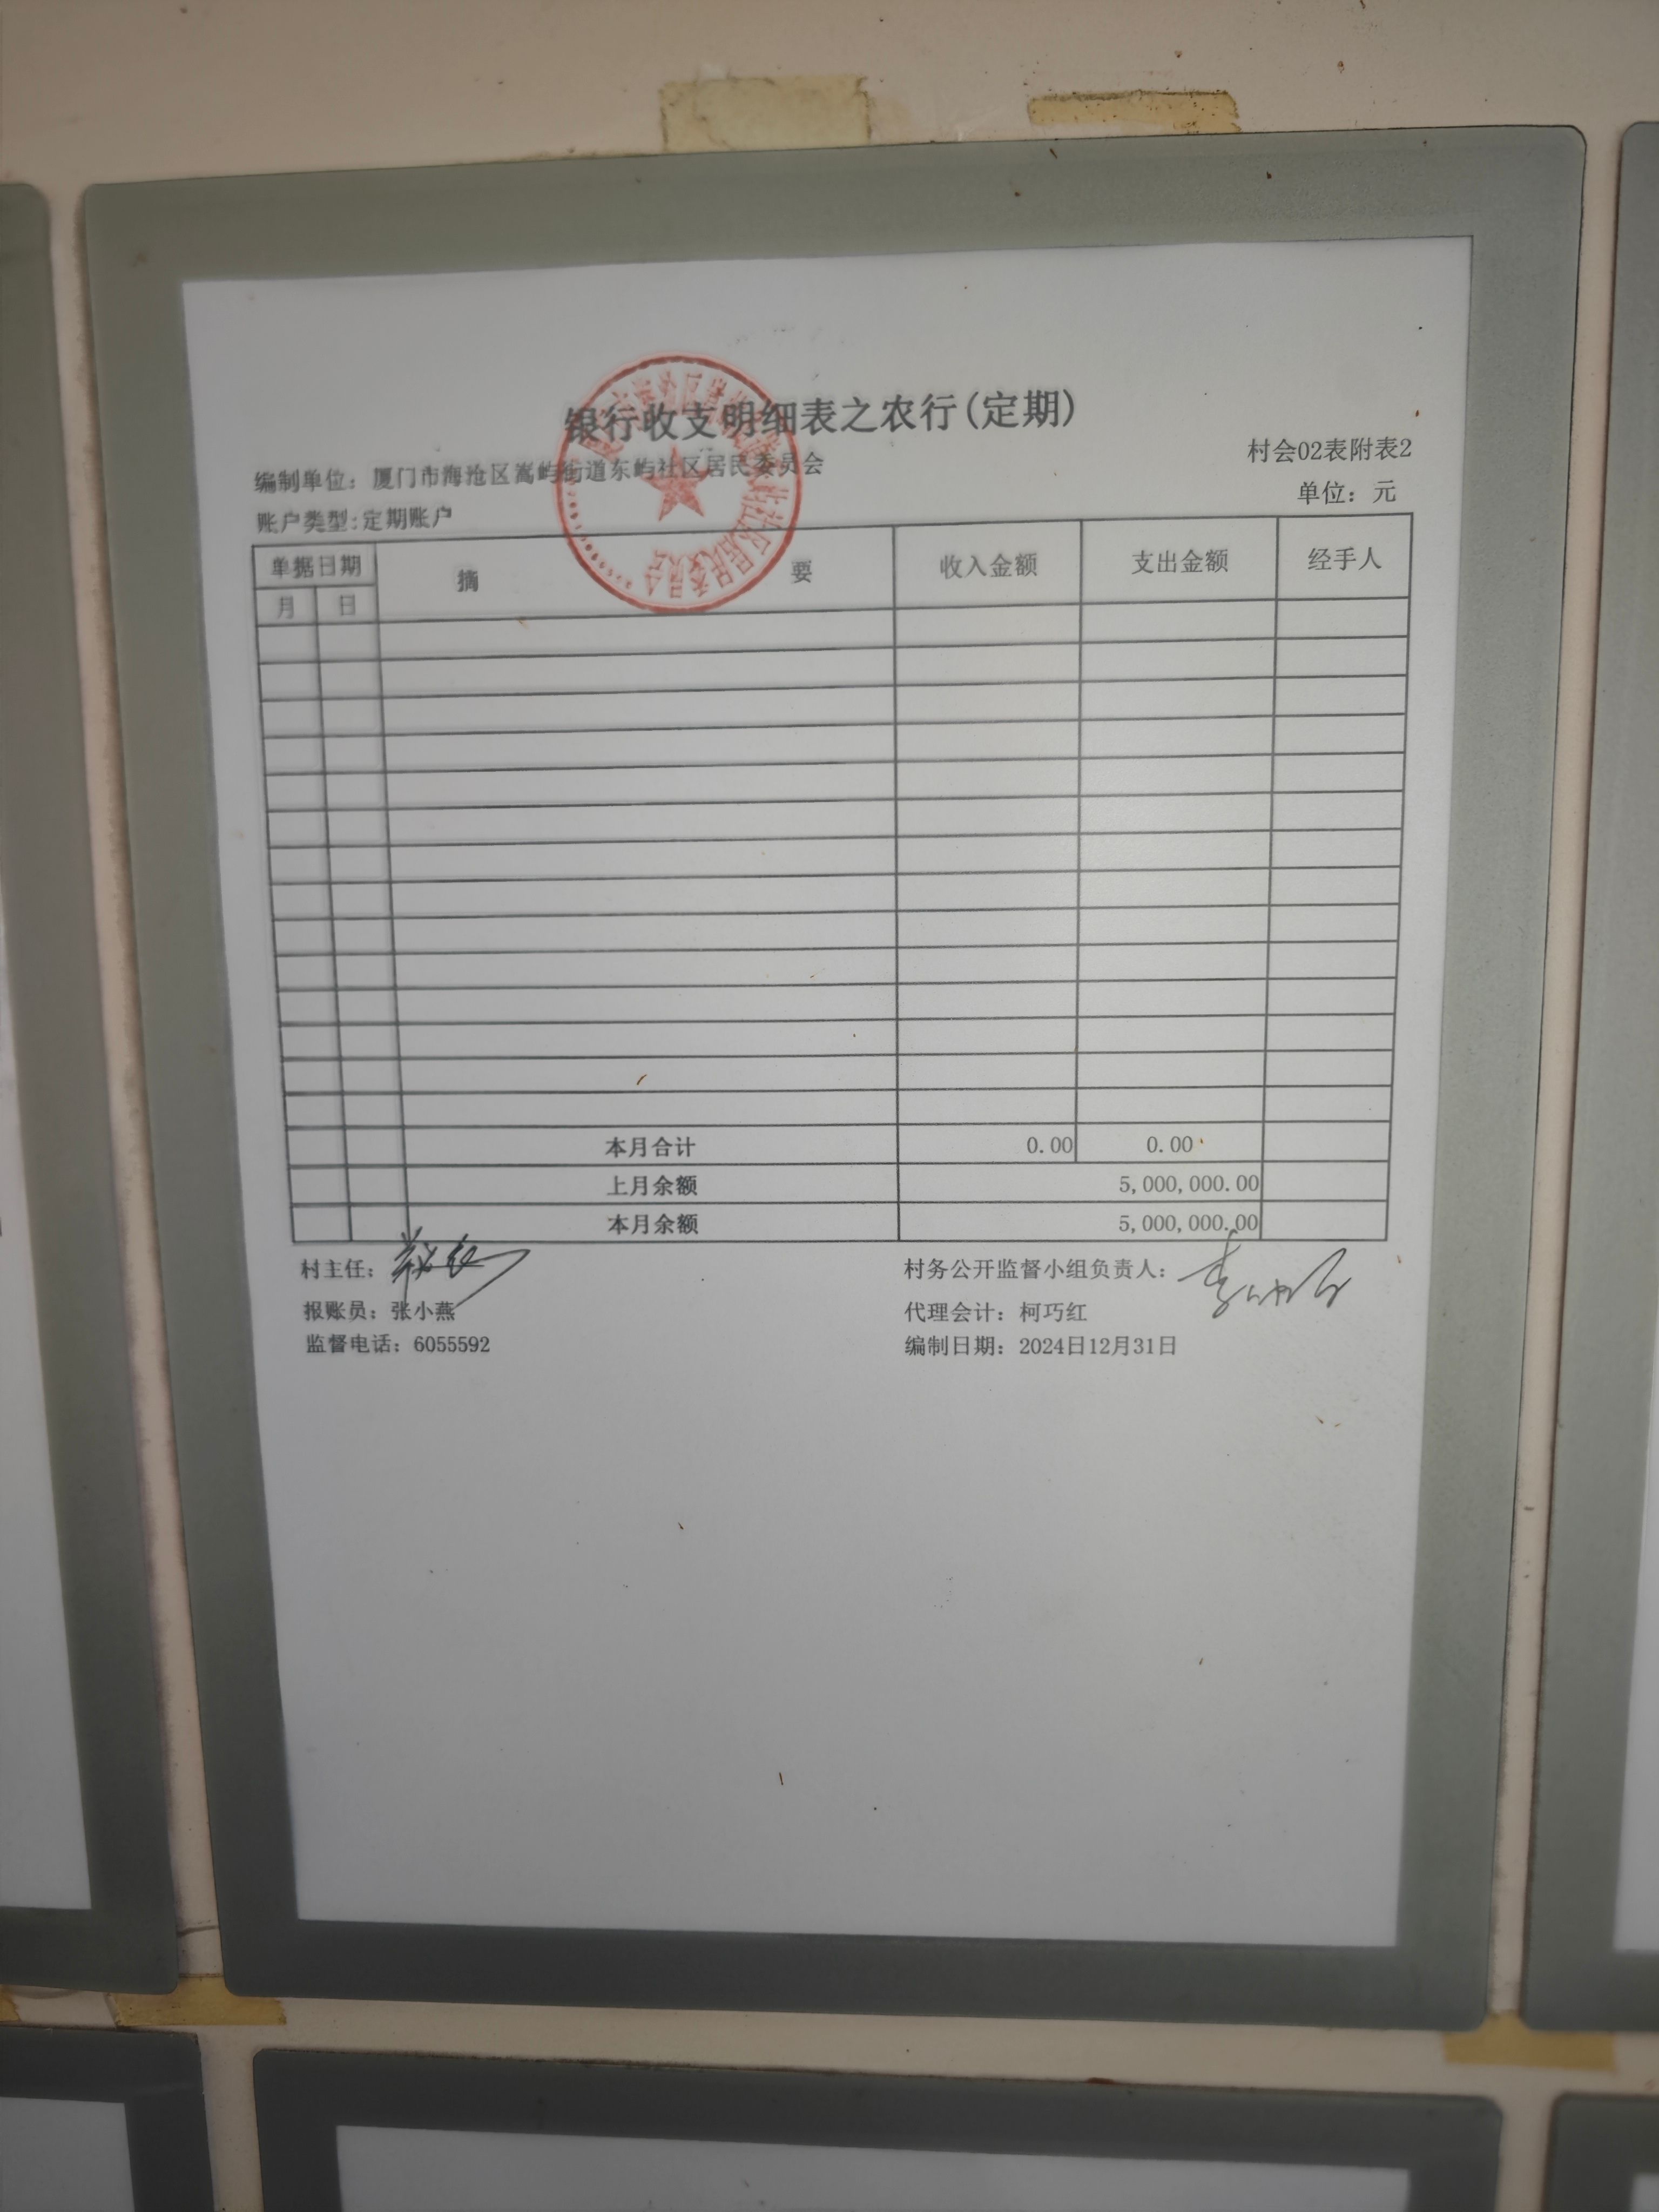 银行收支明细表之农行(定期)
村会02表附表2
编制单位：厦门市海沧区嵩屿街道东屿社区居民委员会
单位：元
账户类型:定期账户
单据日期 摘 要 收入金额 支出金额 经手人
月 日
本月合计 0.00 0.00
上月余额 5,000,000.00
本月余额 5,000,000.00
村主任： 村务公开监督小组负责人：
报账员：张小燕 代理会计：柯巧红
监督电话：6055592 编制日期：2024日12月31日